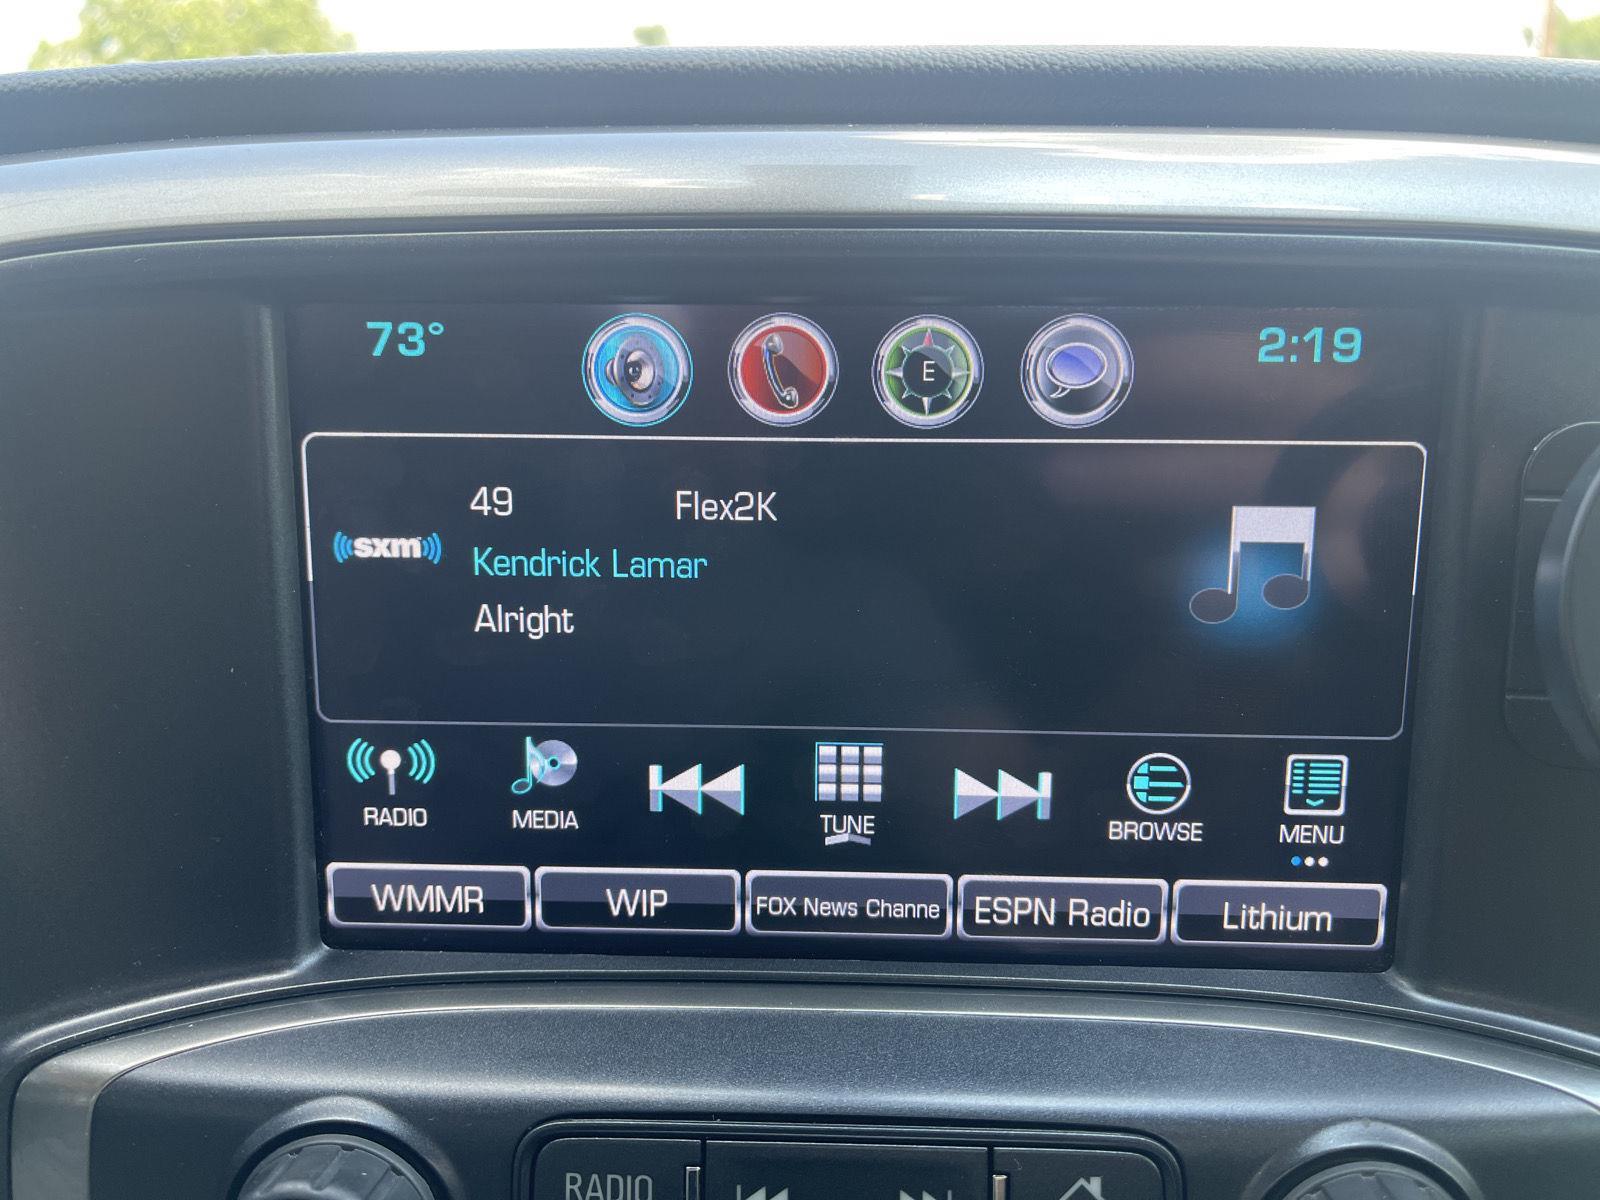 73° E 2:19
49 Flex2K
sxm
Kendrick Lamar
Alright
RADIO MEDIA TUNE BROWSE MENU
WMMR WIP FOX News Channe ESPN Radio Lithium
RADIO